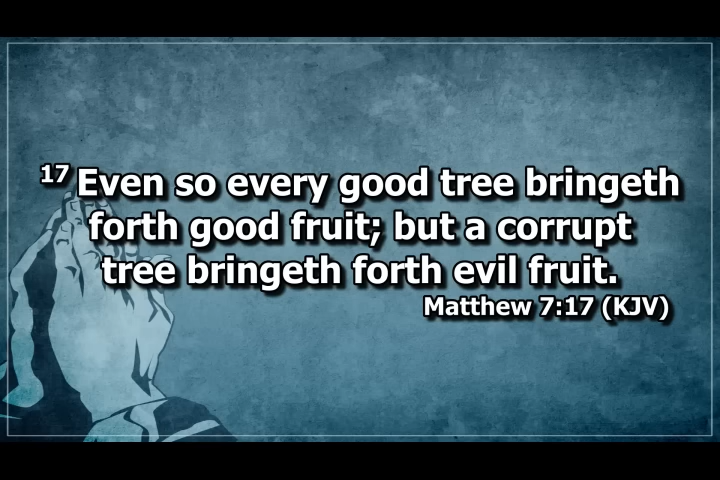 17 Even so every good tree bringeth
forth good fruit; but a corrupt
tree bringeth forth evil fruit.
Matthew 7:17 (KJV)